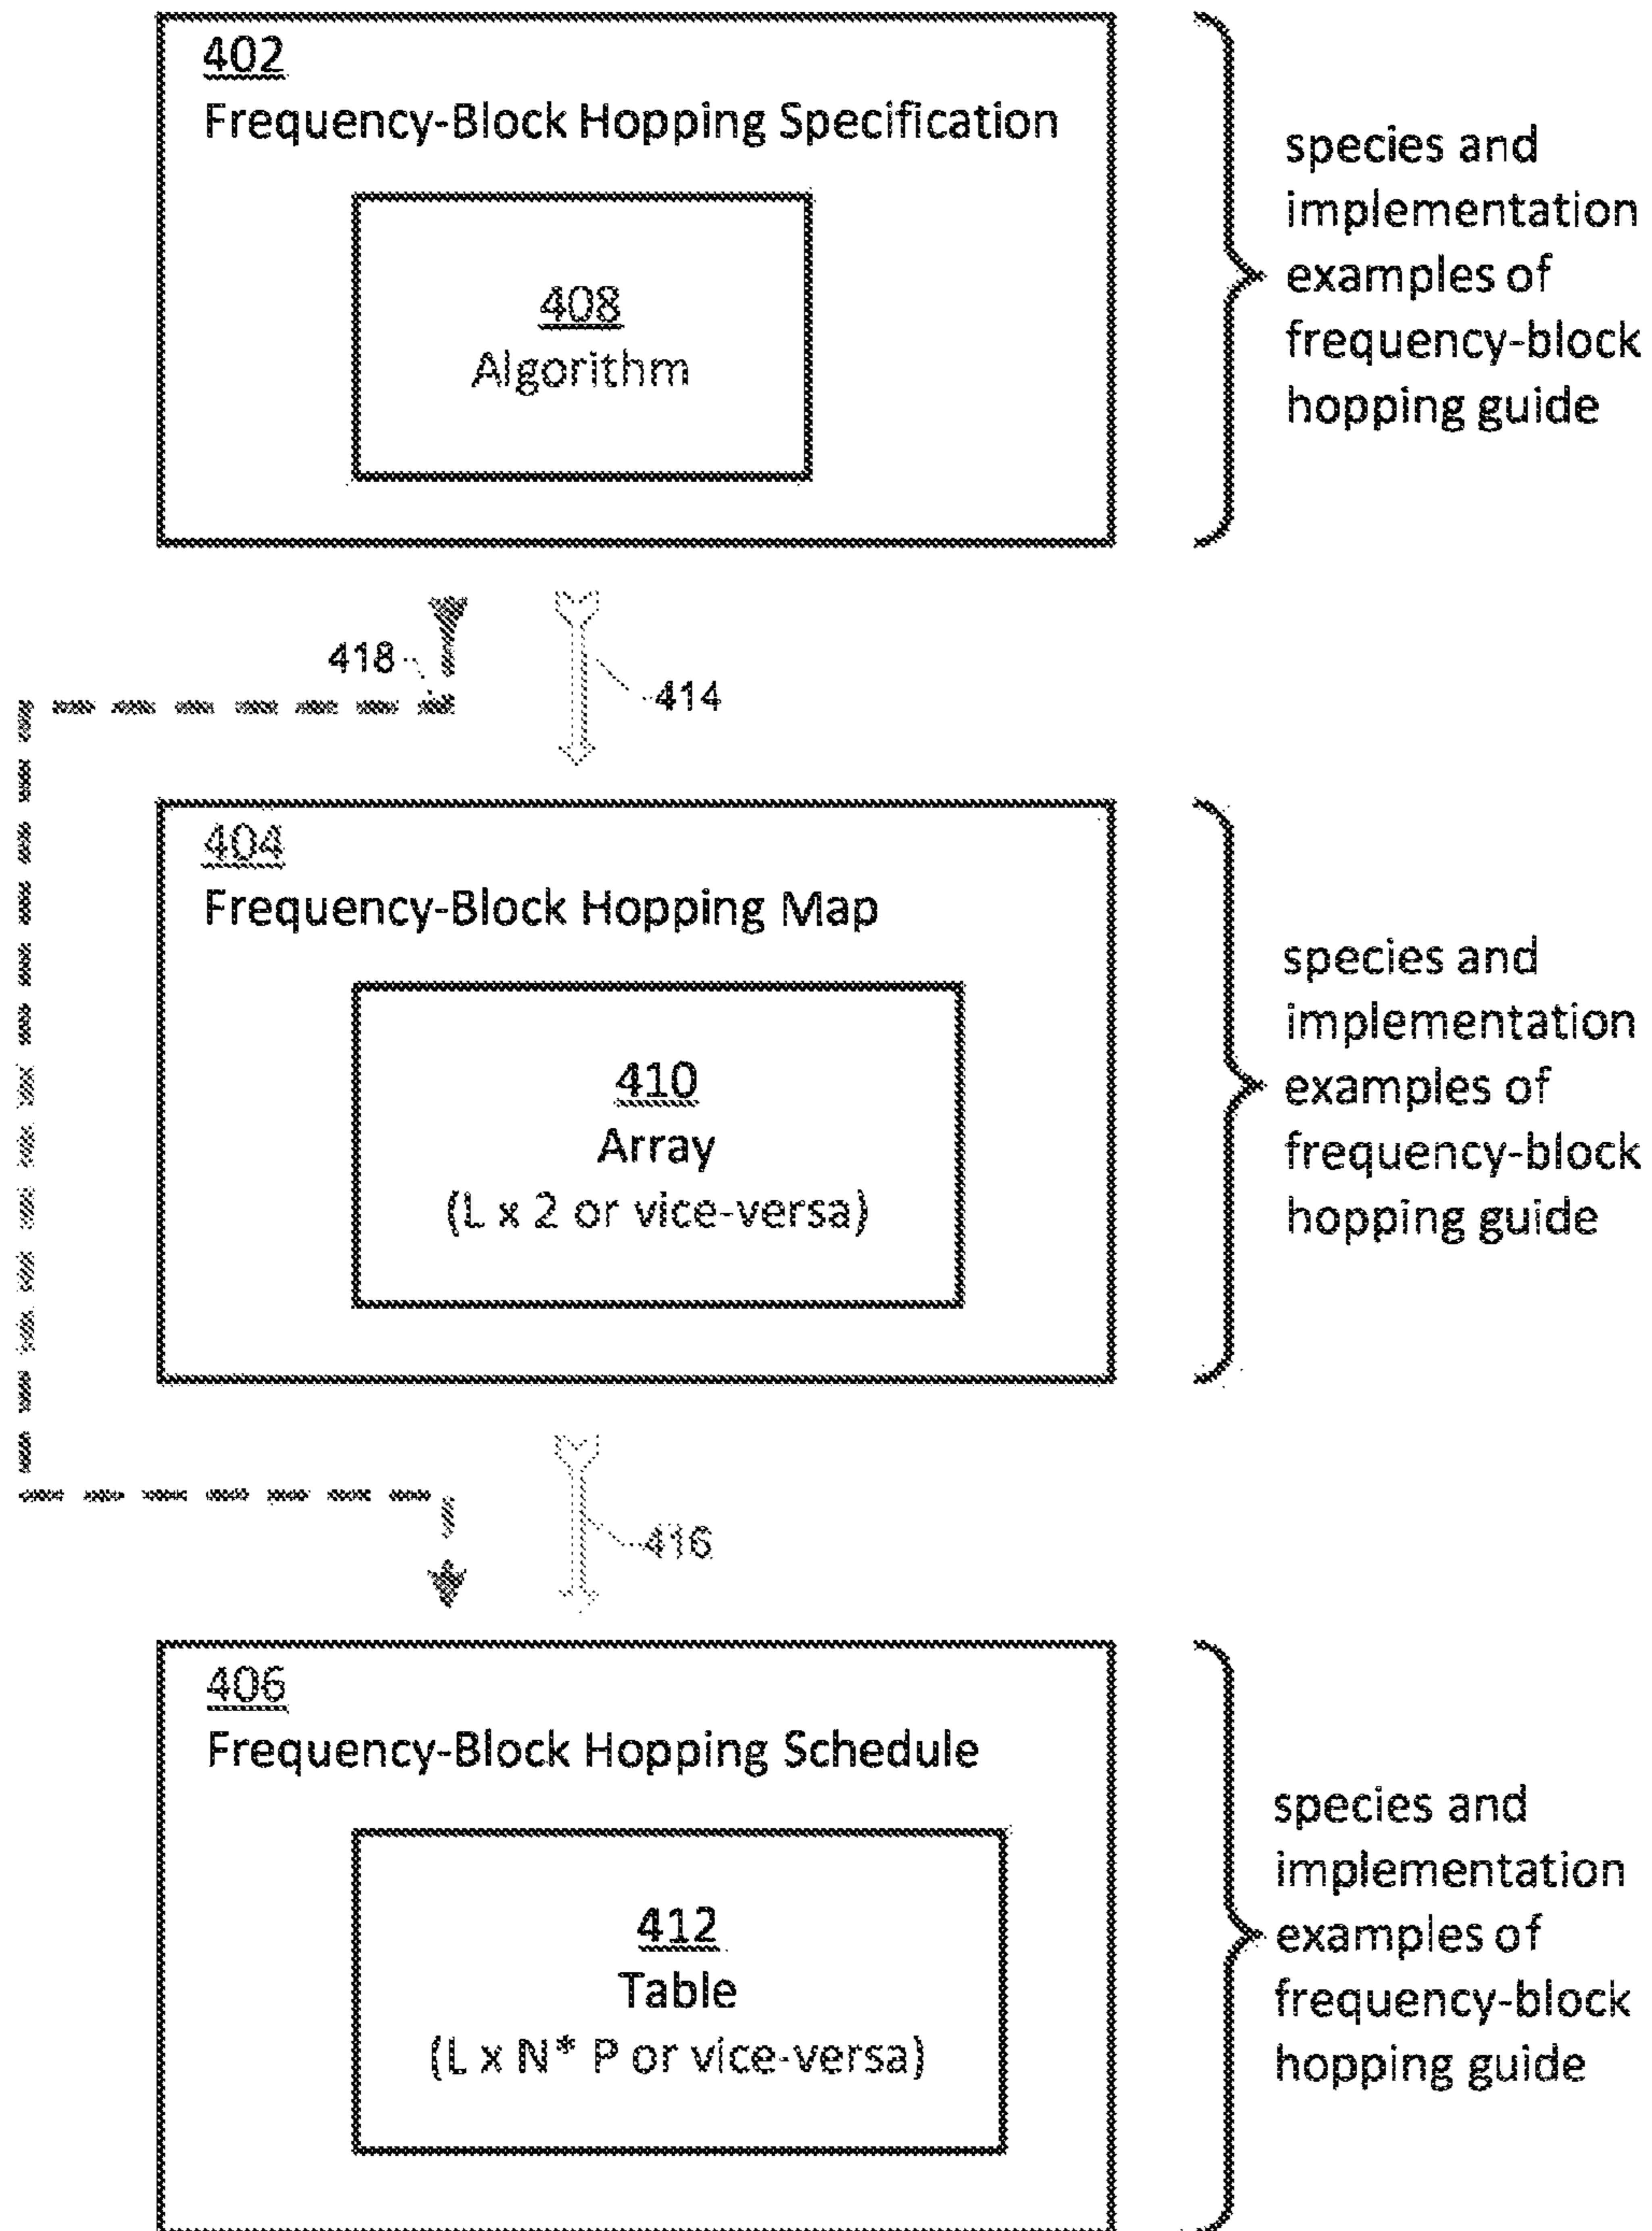 402
Frequency-Block Hopping Specification
408
Algorithm
species and
implementation
examples of
frequency-block
hopping guide
418
414
404
Frequency-Block Hopping Map
410
Array
(L x 2 or vice-versa)
species and
implementation
examples of
frequency-block
hopping guide
416
406
Frequency-Block Hopping Schedule
412
Table
(L x N* P or vice-versa)
species and
implementation
examples of
frequency-block
hopping guide